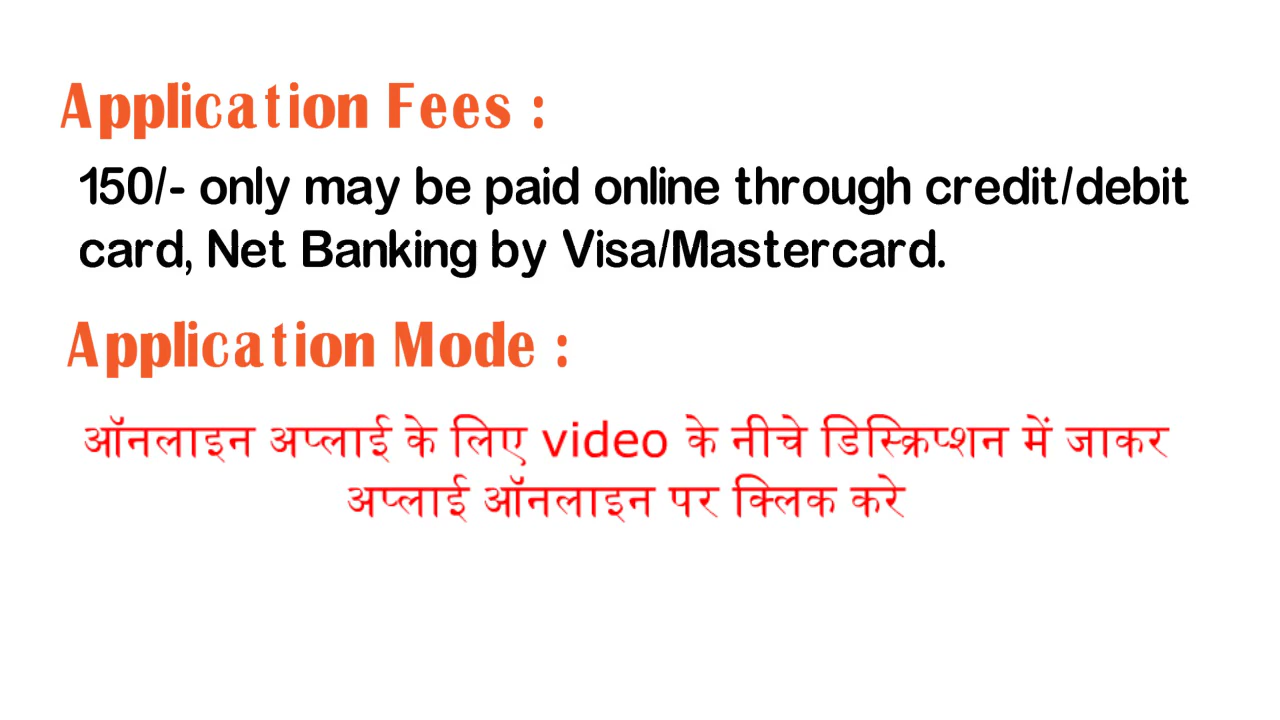 Application Fees :
150/- only may be paid online through credit/debit
card, Net Banking by Visa/Mastercard.
Application Mode :
ऑनलाइन अप्लाई के लिए video के नीचे डिस्क्रिप्शन में जाकर
अप्लाई ऑनलाइन पर क्लिक करे